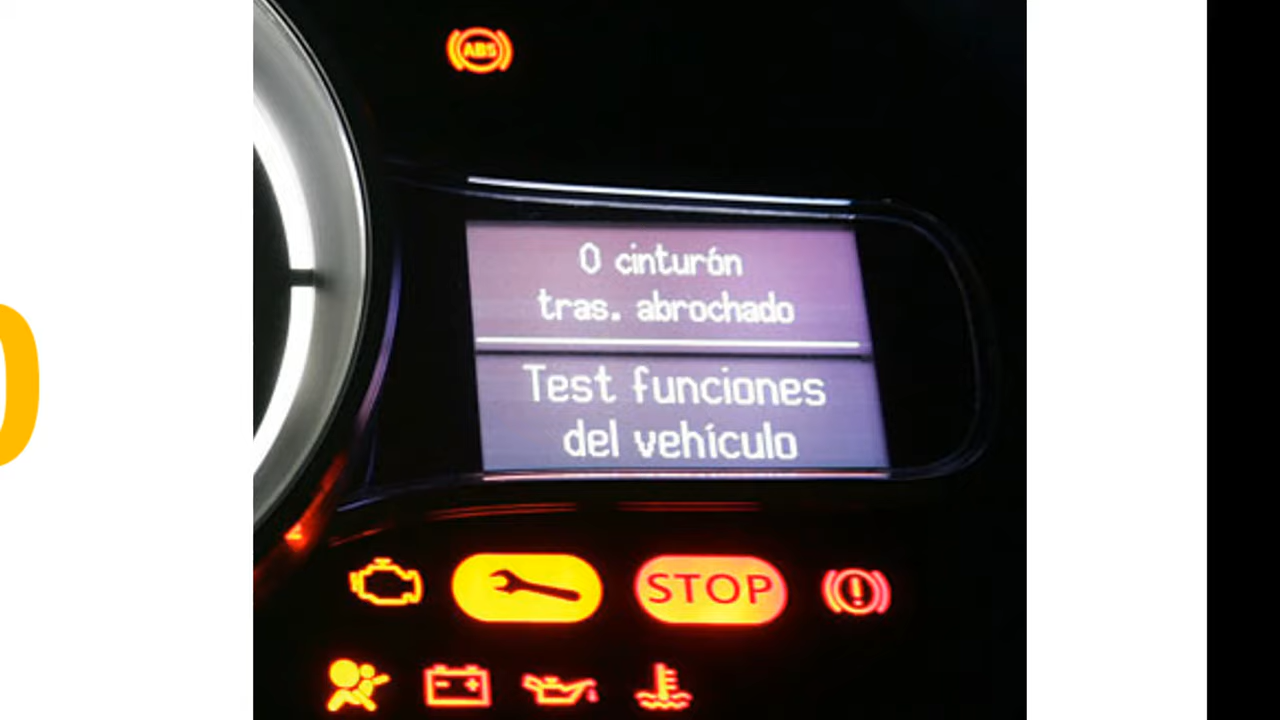 ABS
0 cinturón
tras. abrochado
Test funciones
del vehículo
STOP